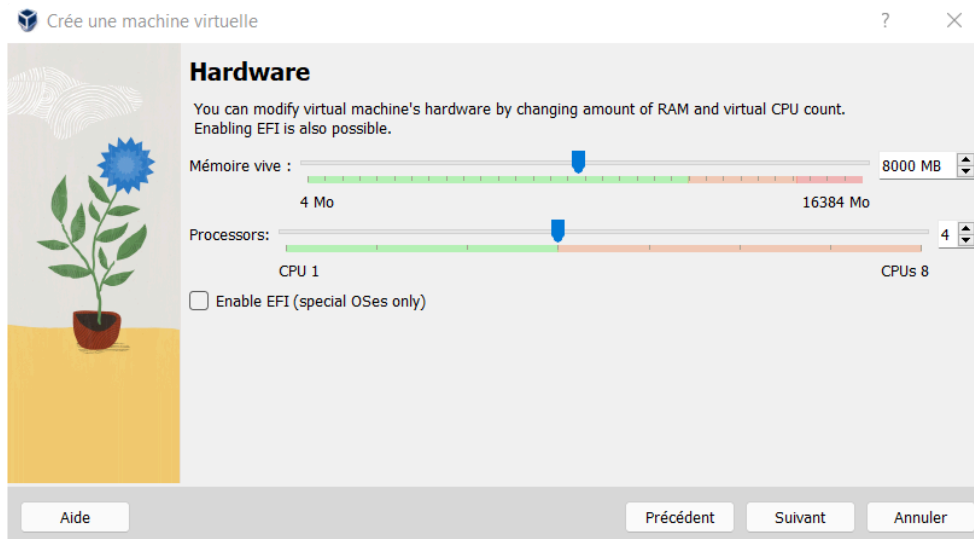 Crée une machine virtuelle
Hardware
You can modify virtual machine's hardware by changing amount of RAM and virtual CPU count.
Enabling EFI is also possible.
Mémoire vive : 8000 MB
4 Mo 16384 Mo
Processors: 4
CPU 1 CPUs 8
Enable EFI (special OSes only)
Aide Précédent Suivant Annuler